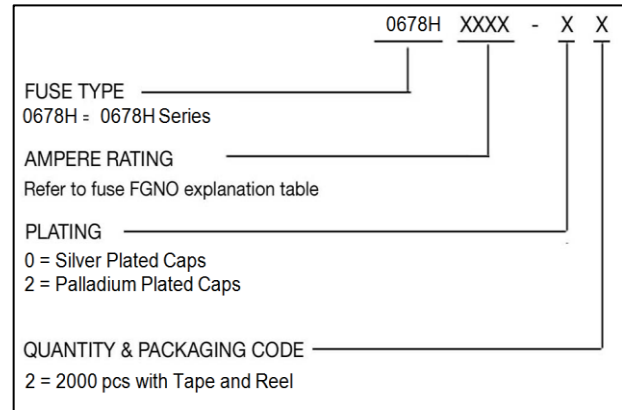 0678H XXXX - X X
FUSE TYPE
0678H = 0678H Series
AMPERE RATING
Refer to fuse FGNO explanation table
PLATING
0 = Silver Plated Caps
2 = Palladium Plated Caps
QUANTITY & PACKAGING CODE
2 = 2000 pcs with Tape and Reel